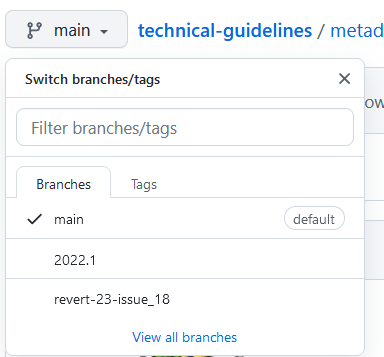 main technical-guidelines / metad
Switch branches/tags
Filter branches/tags
Branches Tags
main default
2022.1
revert-23-issue_18
View all branches